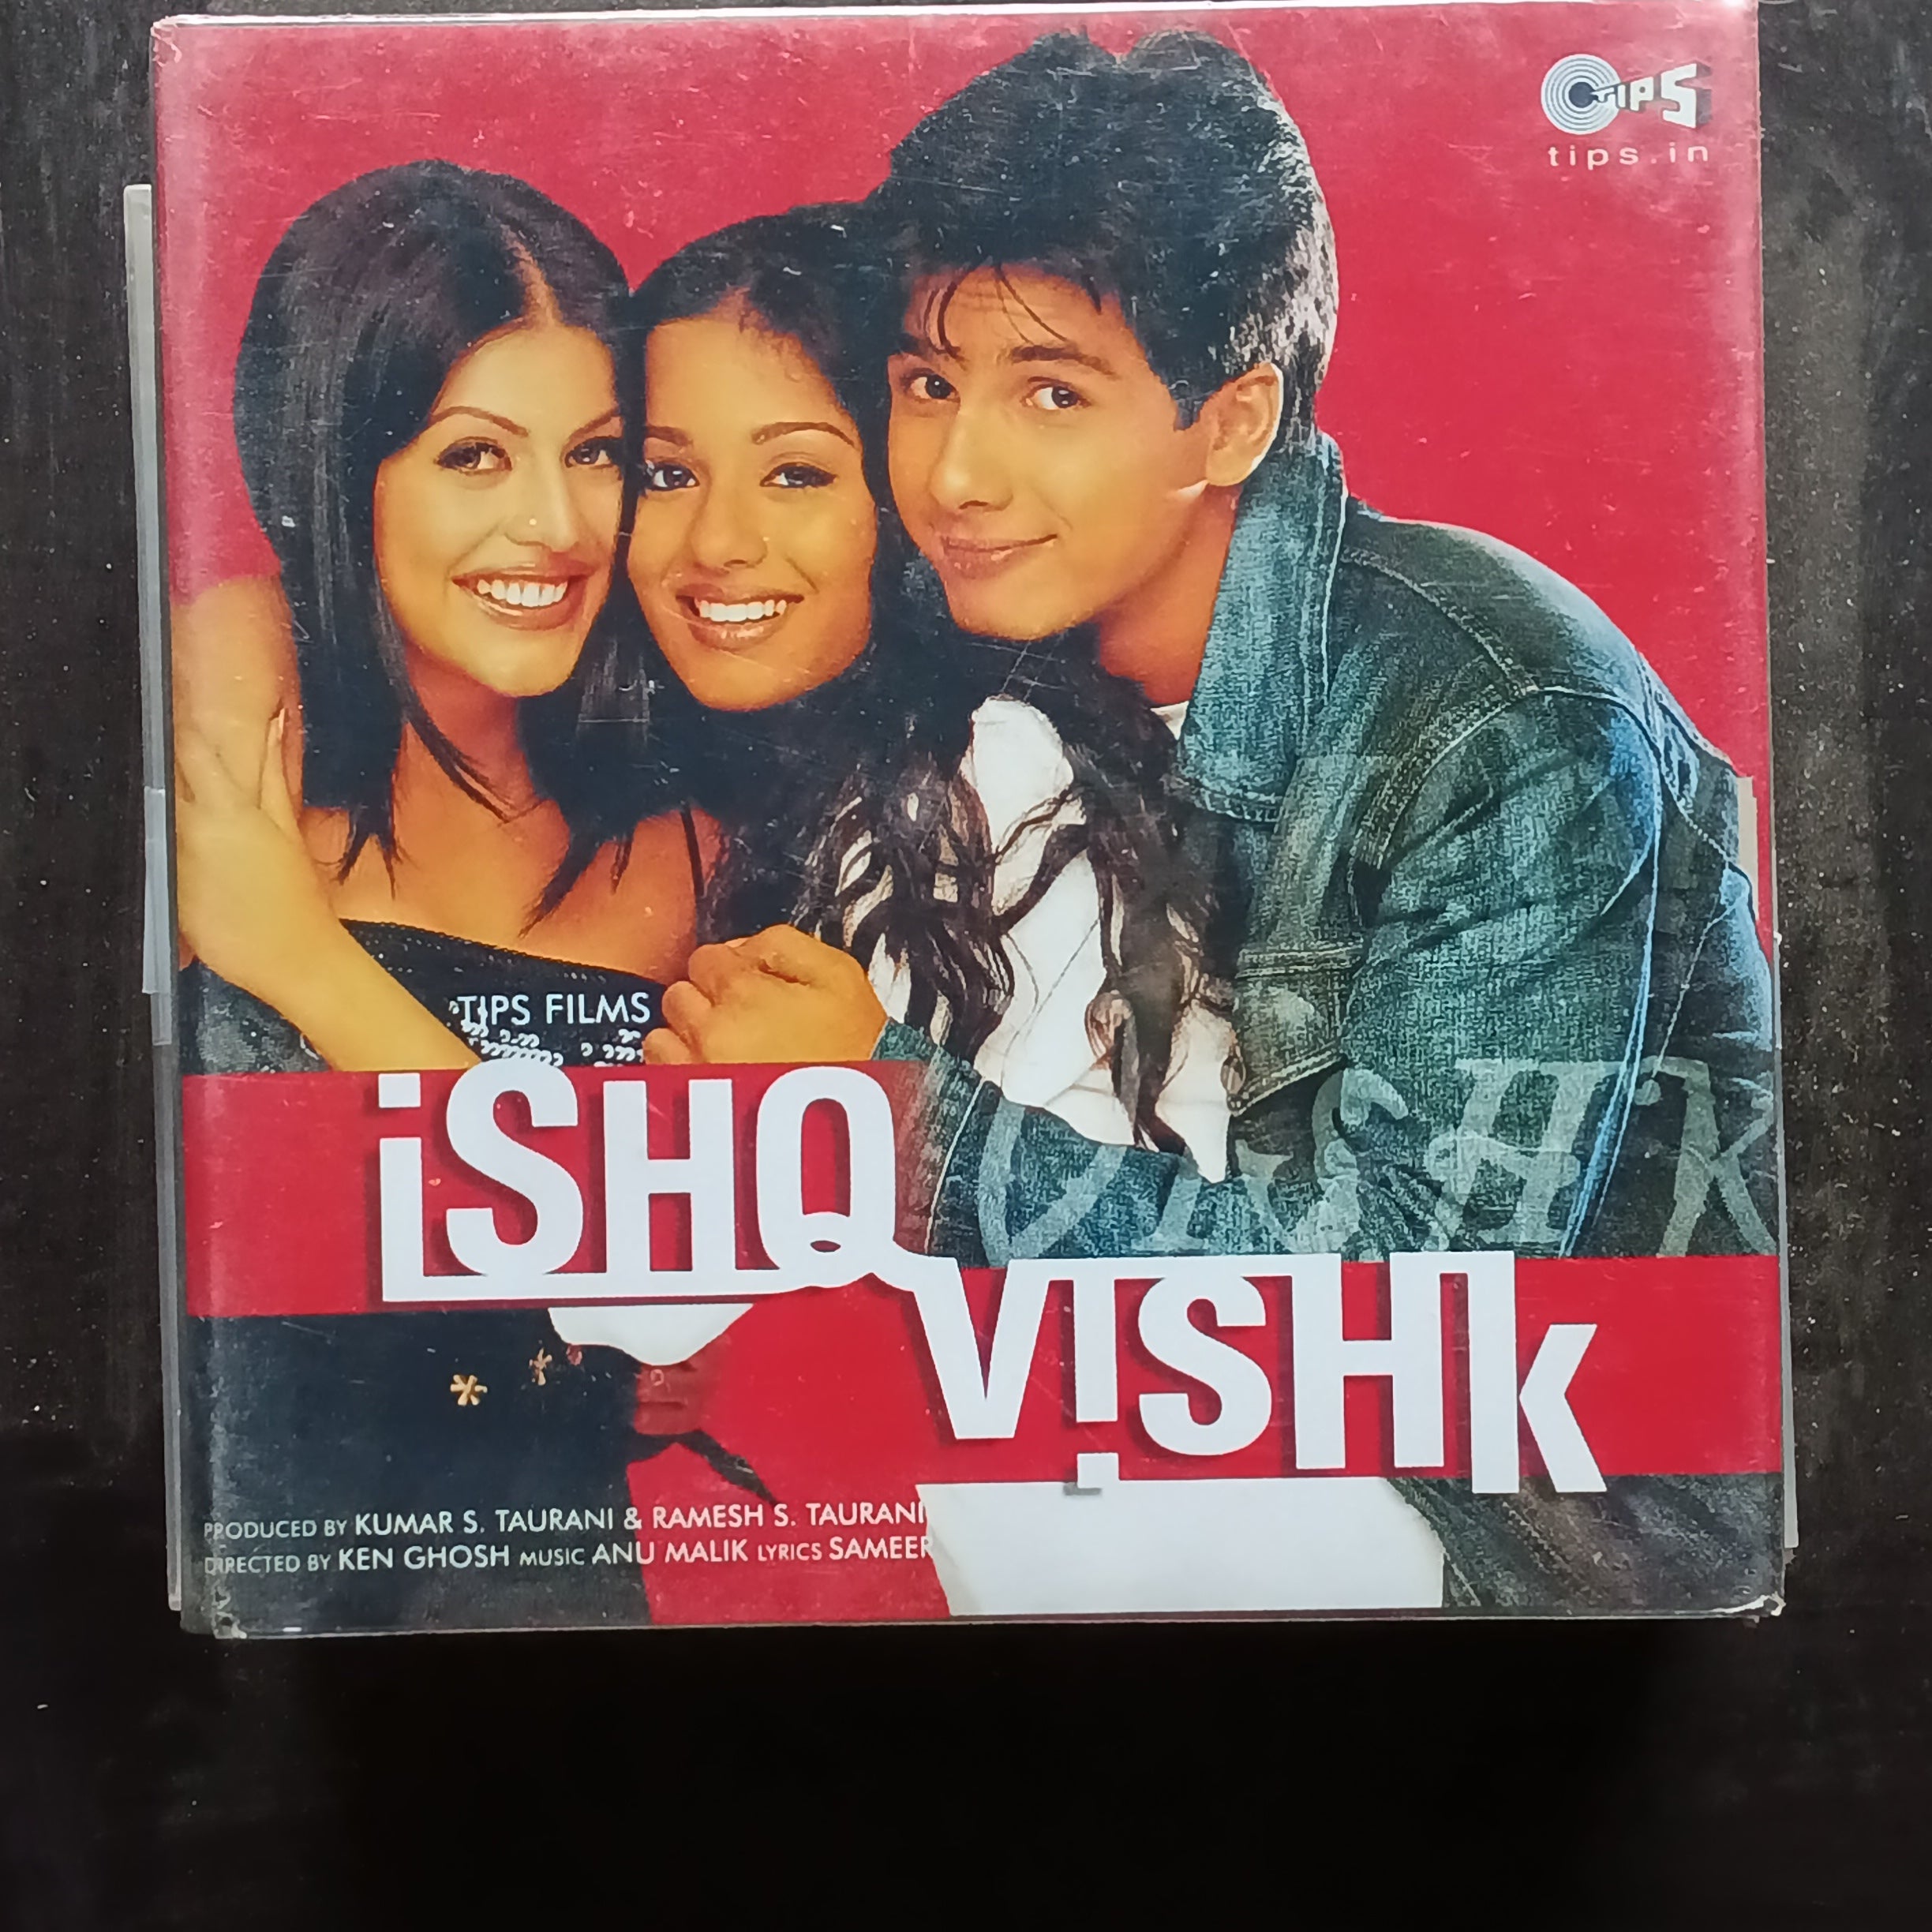 TIPS
tips.in
TIPS FILMS
iSHQ
VISHK
ViSHK
PRODUCED BY KUMAR S. TAURANI & RAMESH S. TAURANI
DIRECTED BY KEN GHOSH MUSIC ANU MALIK LYRICS SAMEER